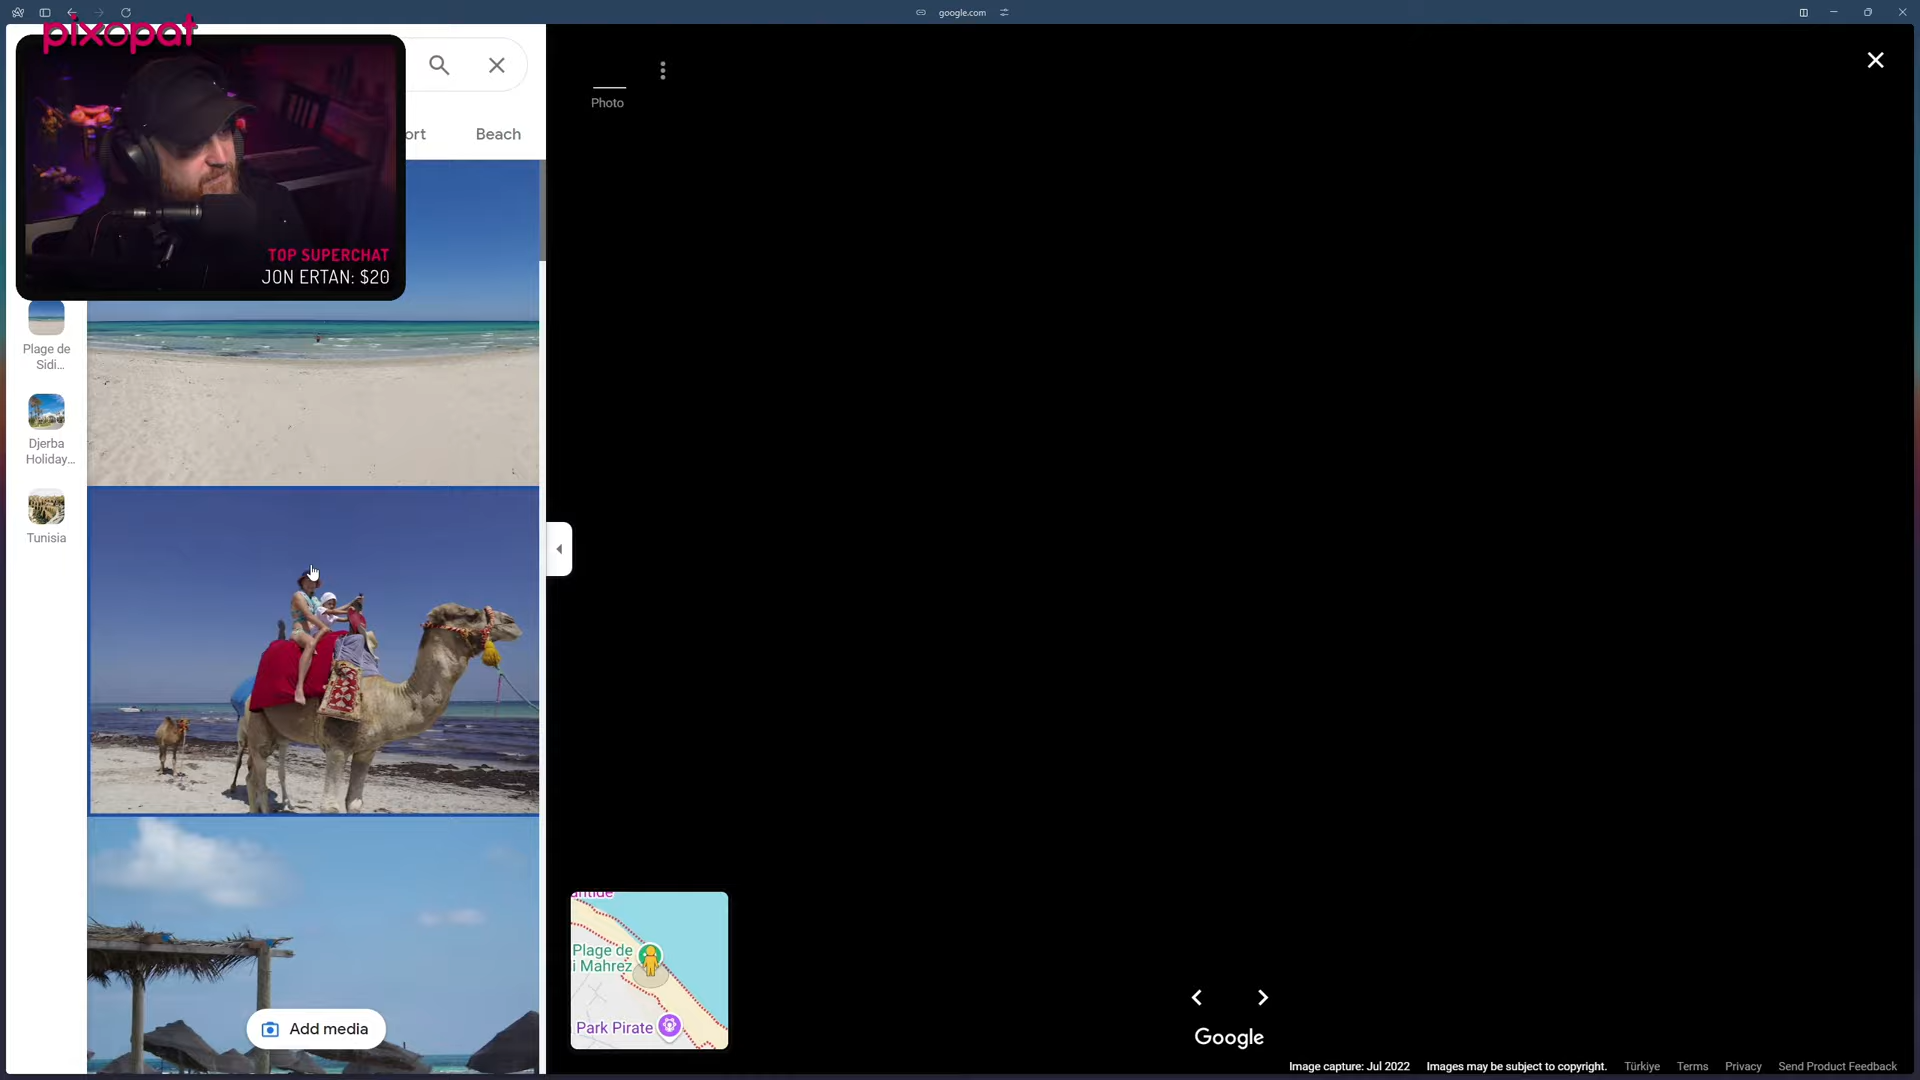 google.com
pixopat
Photo
ort
Beach
TOP SUPERCHAT
JON ERTAN: $20
Plage de
Sidi...
Djerba
Holiday...
Tunisia
Add media
Plage de
i Mahrez
Park Pirate
Google
Image capture: Jul 2022
Images may be subject to copyright.
Türkiye
Terms
Privacy
Send Product Feedback